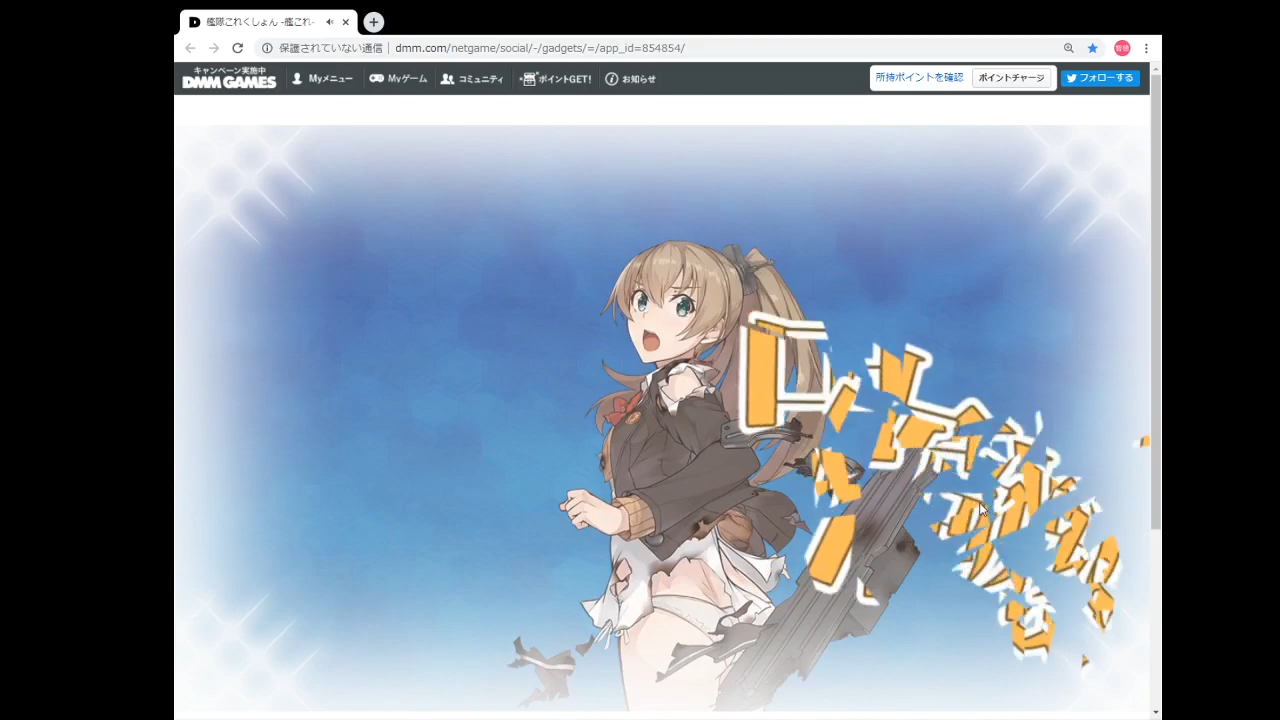 艦隊これくしょん -艦これ-
保護されていない通信 | dmm.com/netgame/social/-/gadgets/=/app_id=854854/
キャンペーン実施中
DMM GAMES
Myメニュー
Myゲーム
コミュニティ
ポイントGET!
お知らせ
所持ポイントを確認
ポイントチャージ
フォローする